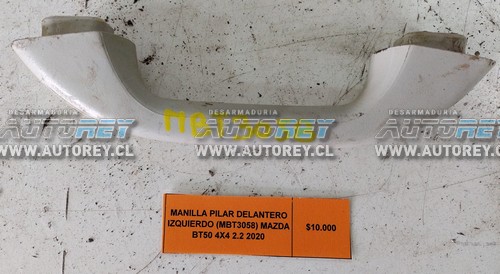 DESARMADURIA DESARMADURIA DESARMADURIA
AUTOREY AUTOREY AUTOREY
WWW.AUTOREY.CL WWW.AUTOREY.CL WWW.AUTOREY.CL
MANILLA PILAR DELANTERO
IZQUIERDO (MBT3058) MAZDA
BT50 4X4 2.2 2020
$10.000